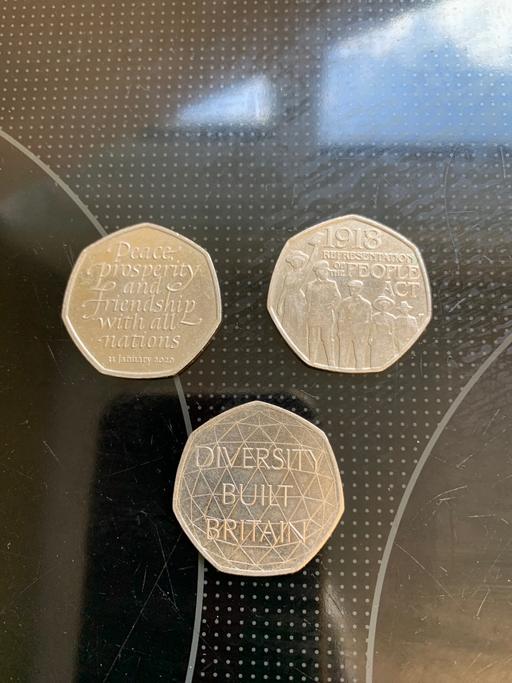 Peace,
prosperity
and
friendship
with all
nations
31 January 2020
1918
REPRESENTATION
OF THE PEOPLE
ACT
DIVERSITY
BUILT
BRITAIN